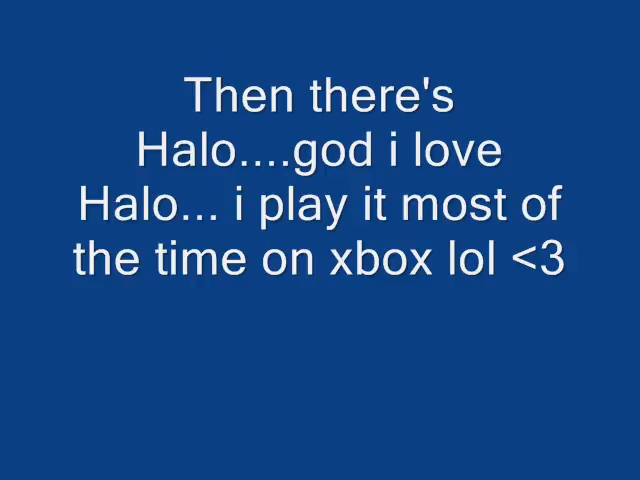 Then there's
Halo....god i love
Halo... i play it most of
the time on xbox lol <3